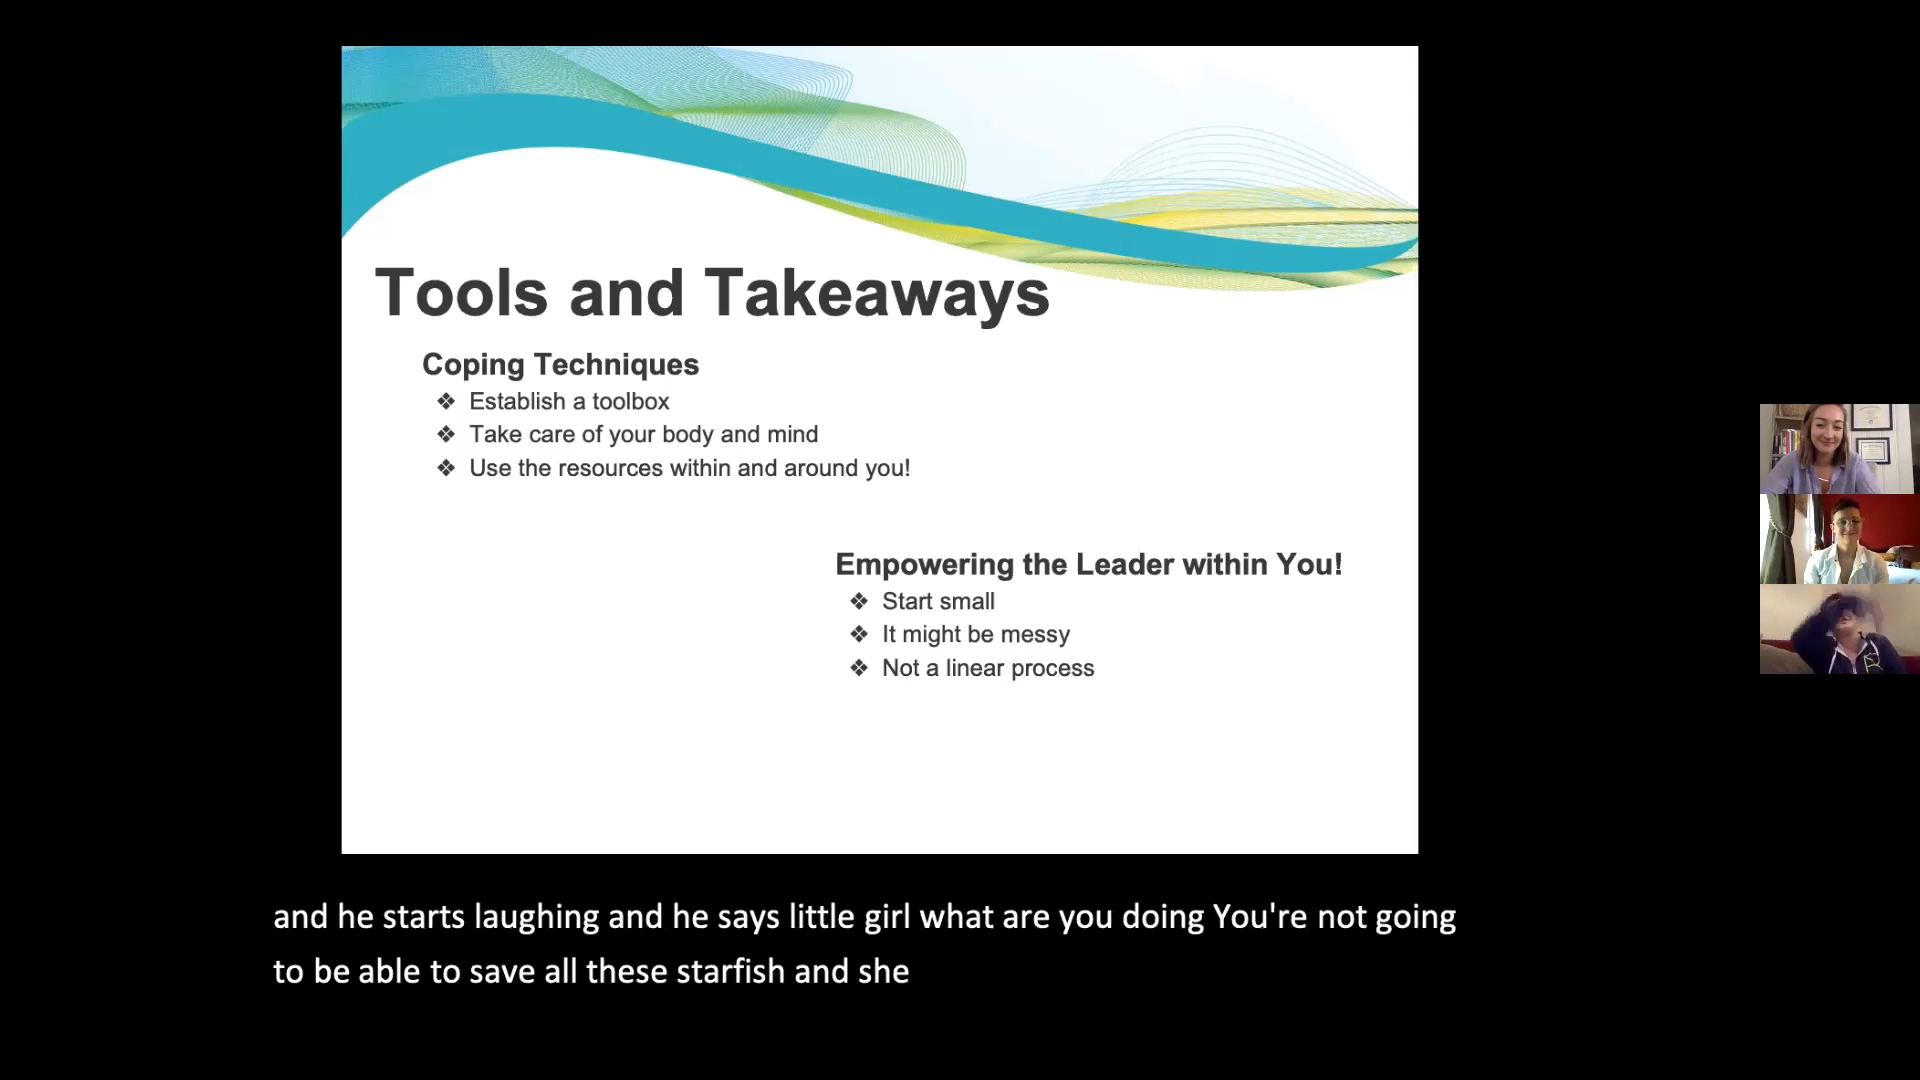 Tools and Takeaways
Coping Techniques
❖ Establish a toolbox
❖ Take care of your body and mind
❖ Use the resources within and around you!
Empowering the Leader within You!
❖ Start small
❖ It might be messy
❖ Not a linear process
and he starts laughing and he says little girl what are you doing You're not going
to be able to save all these starfish and she